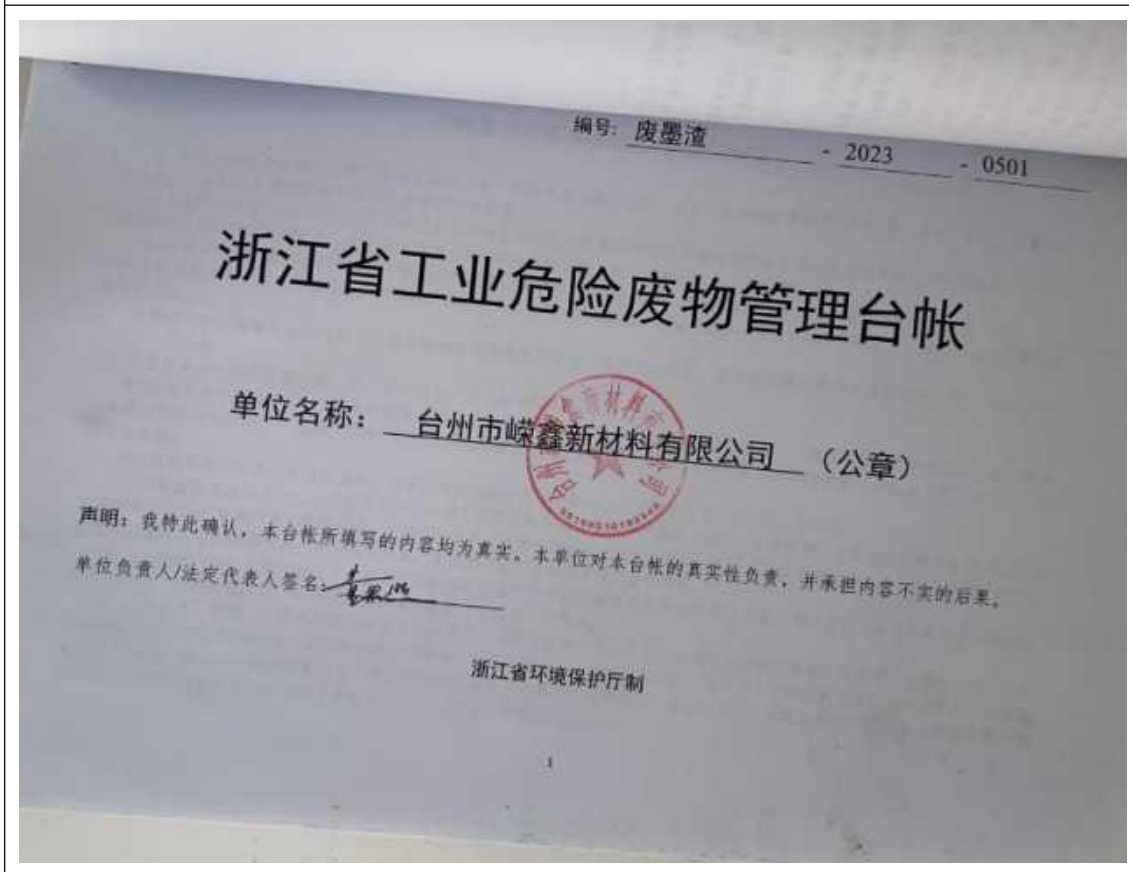 编号: 废墨渣 - 2023 - 0501
浙江省工业危险废物管理台帐
单位名称: 台州市嵘鑫新材料有限公司 (公章)
声明: 我特此确认, 本台帐所填写的内容均为真实。本单位对本台帐的真实性负责, 并承担内容不实的后果。
单位负责人/法定代表人签名:
浙江省环境保护厅制
1